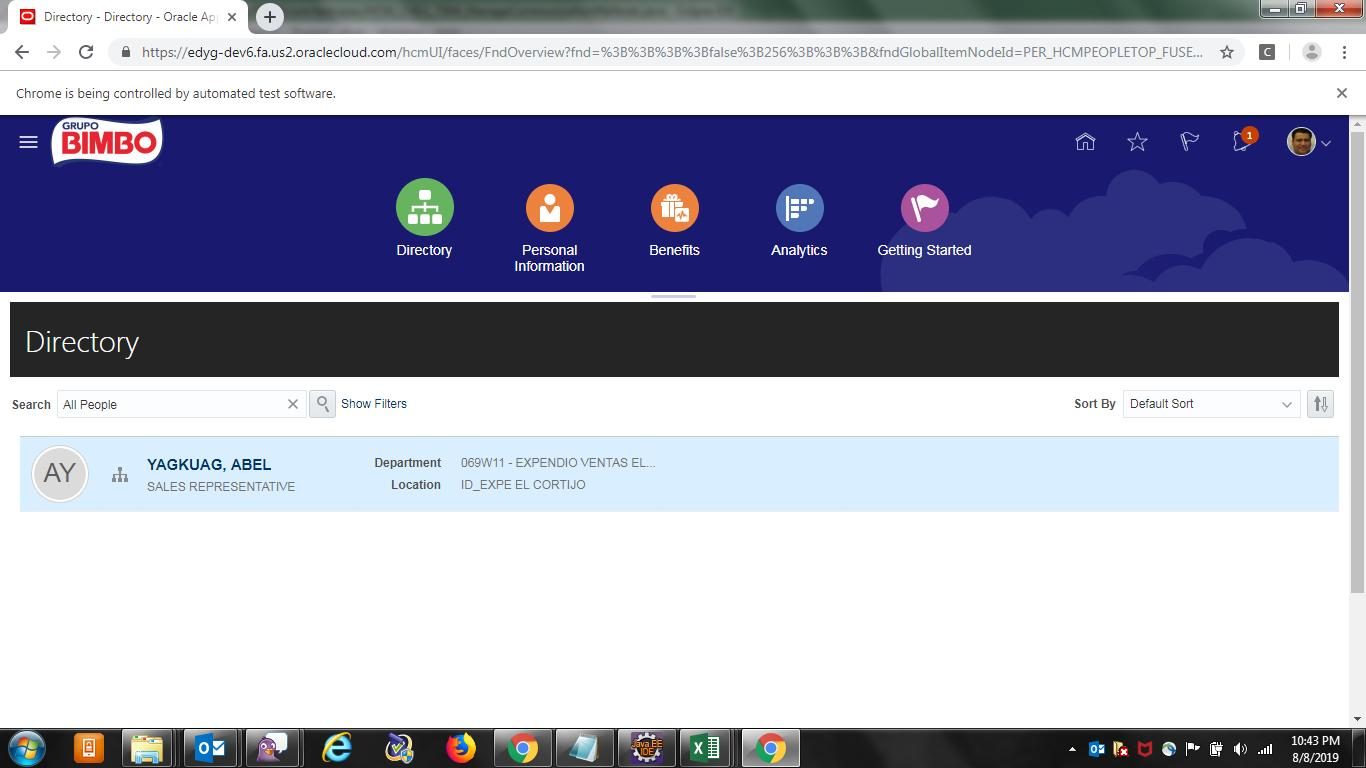 Directory - Directory - Oracle Ap
https://edyg-dev6.fa.us2.oraclecloud.com/hcmUI/faces/FndOverview?fnd=%3B%3B%3B%3Bfalse%3B256%3B%3B%3B&fndGlobalItemNodeId=PER_HCMPEOPLETOP_FUSE...
C
Chrome is being controlled by automated test software.
GRUPO
BIMBO
1
Directory
Personal
Information
Benefits
Analytics
Getting Started
Directory
Search All People Show Filters Sort By Default Sort
AY
YAGKUAG, ABEL
SALES REPRESENTATIVE
Department 069W11 - EXPENDIO VENTAS EL...
Location ID_EXPE EL CORTIJO
Java EE
IDE
10:43 PM
8/8/2019